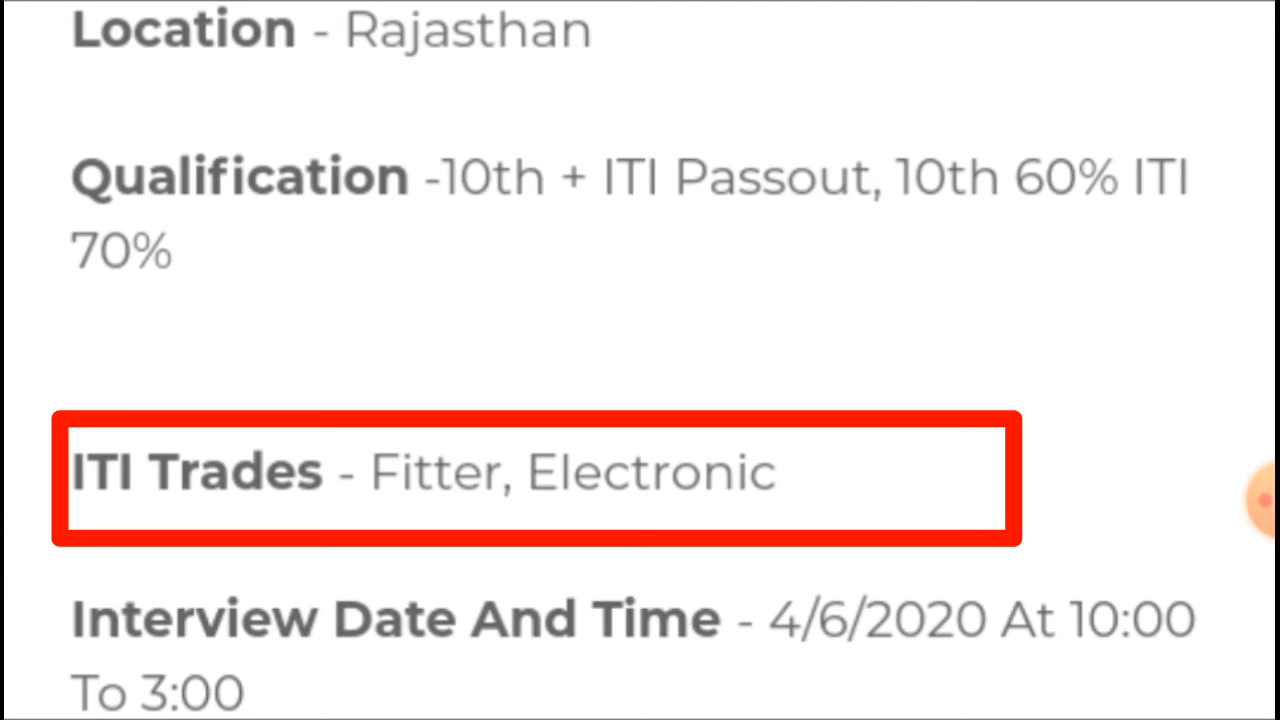 Location - Rajasthan
Qualification -10th + ITI Passout, 10th 60% ITI
70%
ITI Trades - Fitter, Electronic
Interview Date And Time - 4/6/2020 At 10:00
To 3:00